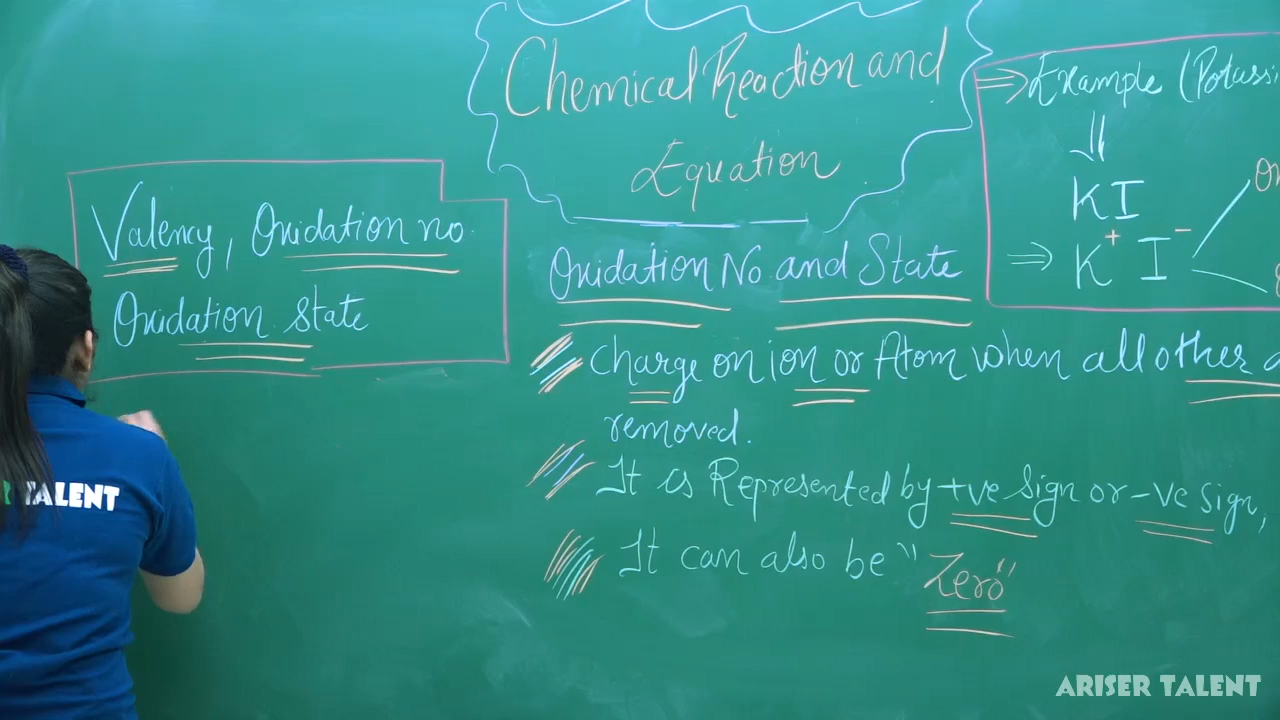 Chemical Reaction and
Equation
Valency, Oxidation no.
Oxidation state
Oxidation No and State
Charge on ion or Atom when all other
removed.
It is Represented by +ve sign or -ve sign,
It can also be "Zero"
⇒ Example (Potassi
⇓
KI
⇒ K+ I-
TALENT
ARISER TALENT